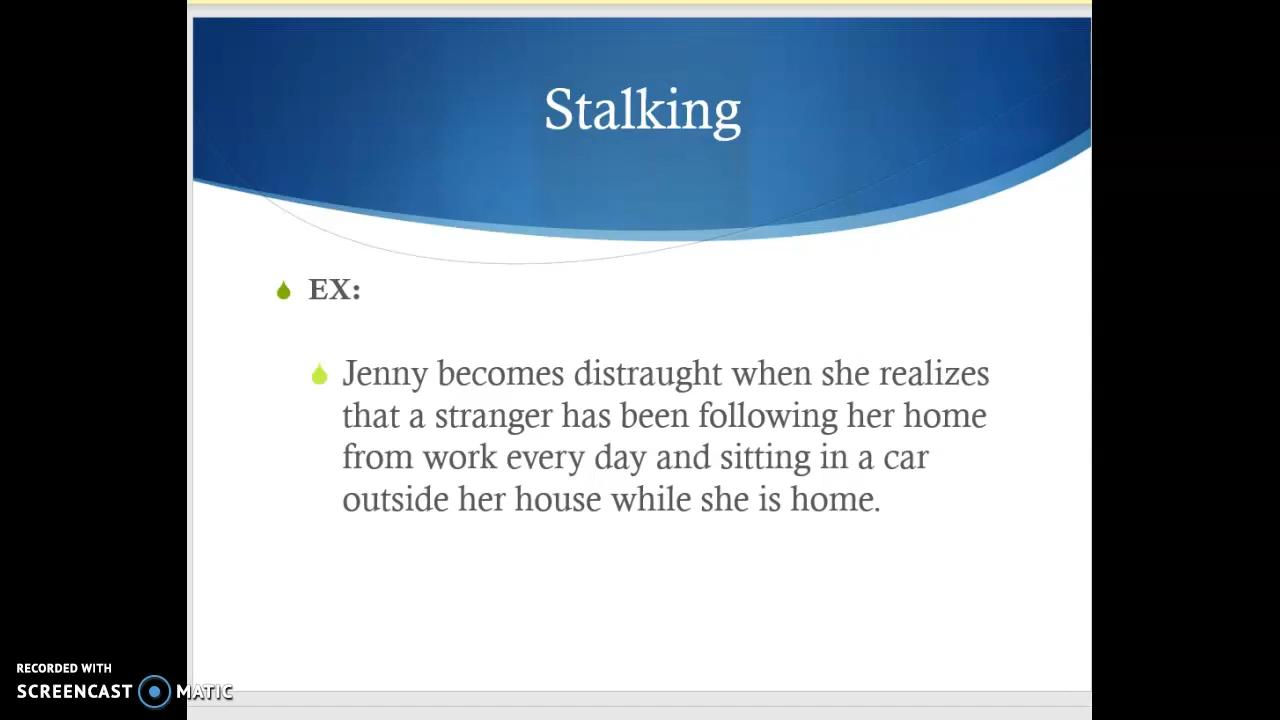 Stalking
EX:
Jenny becomes distraught when she realizes
that a stranger has been following her home
from work every day and sitting in a car
outside her house while she is home.
RECORDED WITH
SCREENCAST MATIC